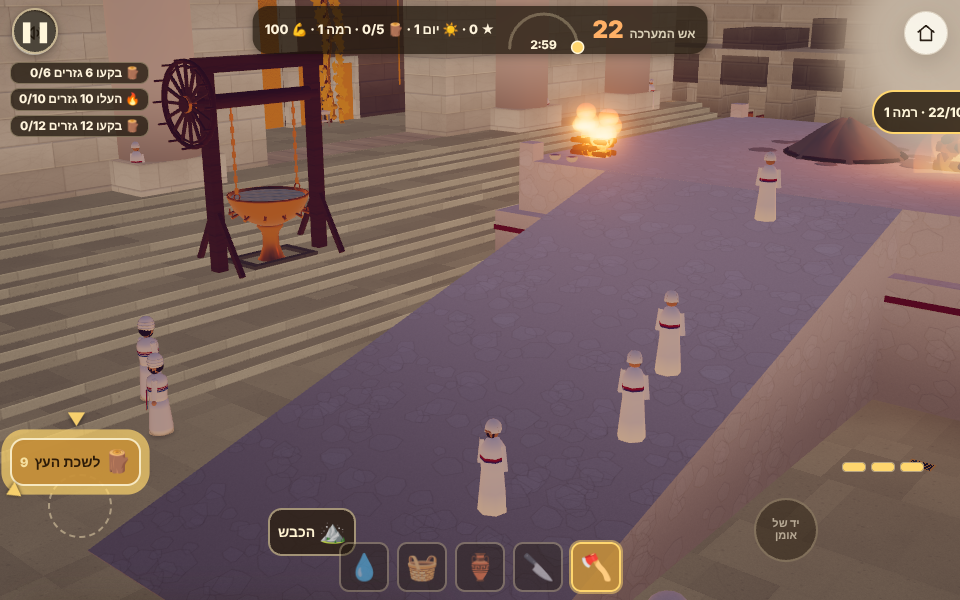 אש המערכה 22
2:59
★ 0 · ☀️ יום 1 · 🪵 0/5 · רמה 1 · 💪 100
🪵 בקעו 6 גזרים 0/6
🔥 העלו 10 גזרים 0/10
🪵 בקעו 12 גזרים 0/12
22/10 · רמה 1
🪵 לשכת העץ 9
הכבש
יד של
אומן